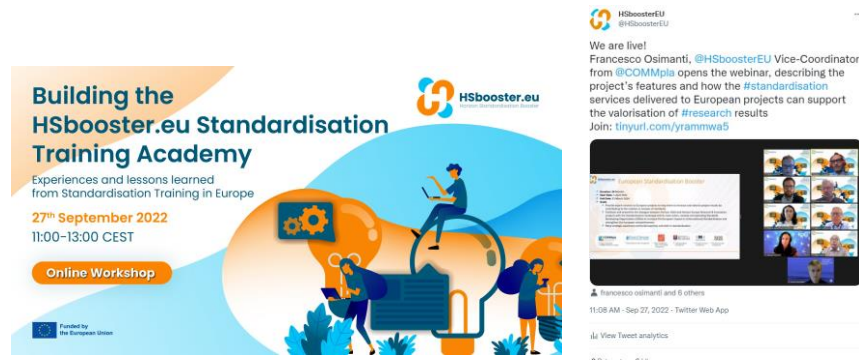 Building the
HSbooster.eu Standardisation
Training Academy
Experiences and lessons learned
from Standardisation Training in Europe
27th September 2022
11:00-13:00 CEST
Online Workshop
Funded by
the European Union
HSbooster.eu
Horizon Standardisation Booster
HSboosterEU
@HSboosterEU
We are live!
Francesco Osimanti, @HSboosterEU Vice-Coordinator
from @COMMpla opens the webinar, describing the
project's features and how the #standardisation
services delivered to European projects can support
the valorisation of #research results
Join: tinyurl.com/yrammwa5
European Standardisation Booster
francesco osimanti and 6 others
11:08 AM · Sep 27, 2022 · Twitter Web App
View Tweet analytics